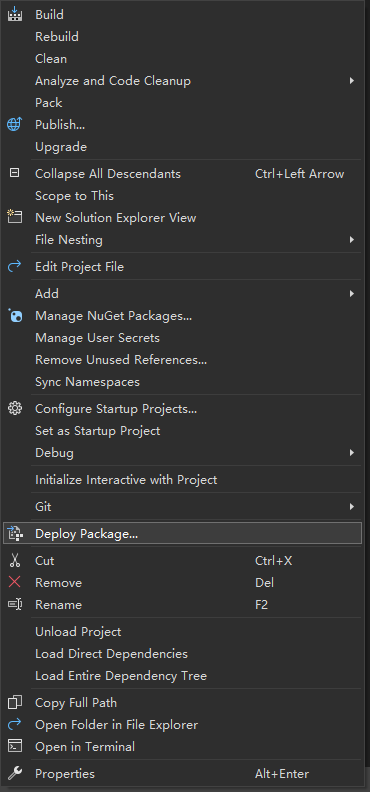 Build
Rebuild
Clean
Analyze and Code Cleanup
Pack
Publish...
Upgrade
Collapse All Descendants Ctrl+Left Arrow
Scope to This
New Solution Explorer View
File Nesting
Edit Project File
Add
Manage NuGet Packages...
Manage User Secrets
Remove Unused References...
Sync Namespaces
Configure Startup Projects...
Set as Startup Project
Debug
Initialize Interactive with Project
Git
Deploy Package...
Cut Ctrl+X
Remove Del
Rename F2
Unload Project
Load Direct Dependencies
Load Entire Dependency Tree
Copy Full Path
Open Folder in File Explorer
Open in Terminal
Properties Alt+Enter